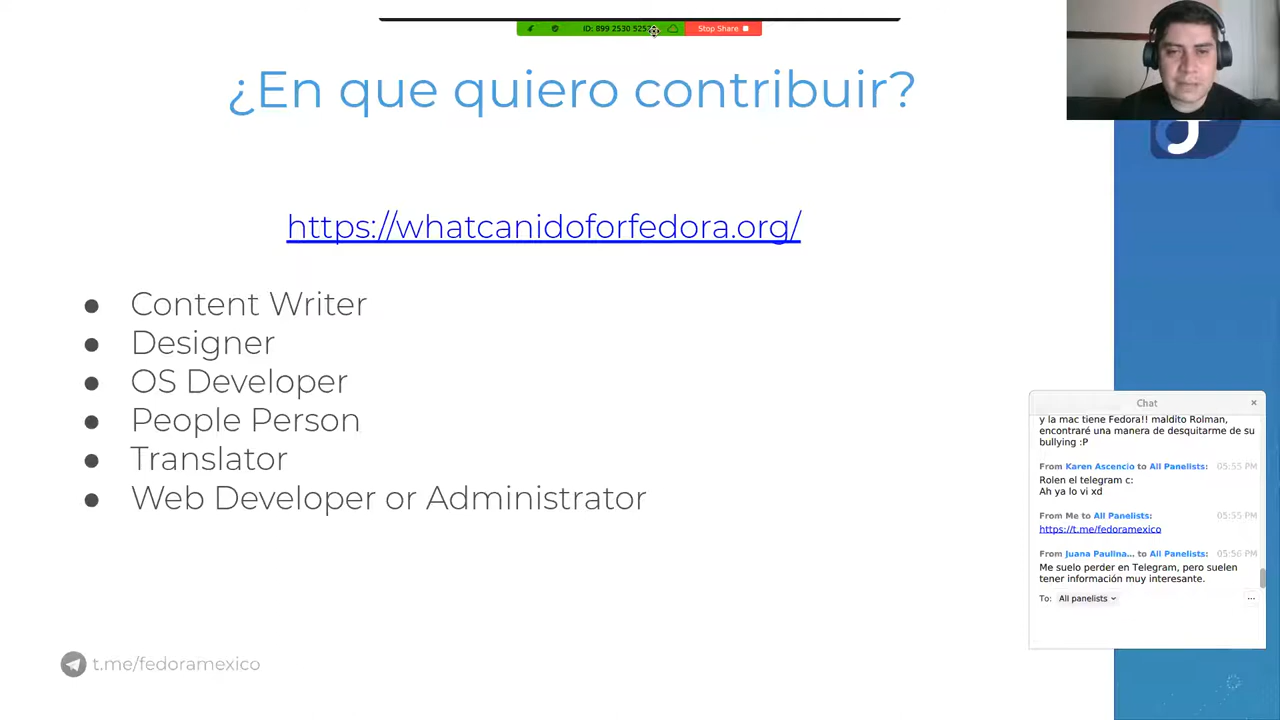 ID: 899 2530 525
Stop Share
¿En que quiero contribuir?
https://whatcanidoforfedora.org/
● Content Writer
● Designer
● OS Developer
● People Person
● Translator
● Web Developer or Administrator
t.me/fedoramexico
Chat
y la mac tiene Fedora!! maldito Rolman,
encontraré una manera de desquitarme de su
bullying :P
From Karen Ascencio to All Panelists: 05:55 PM
Rolen el telegram c:
Ah ya lo vi xd
From Me to All Panelists: 05:55 PM
https://t.me/fedoramexico
From Juana Paulina... to All Panelists: 05:56 PM
Me suelo perder en Telegram, pero suelen
tener información muy interesante.
To: All panelists